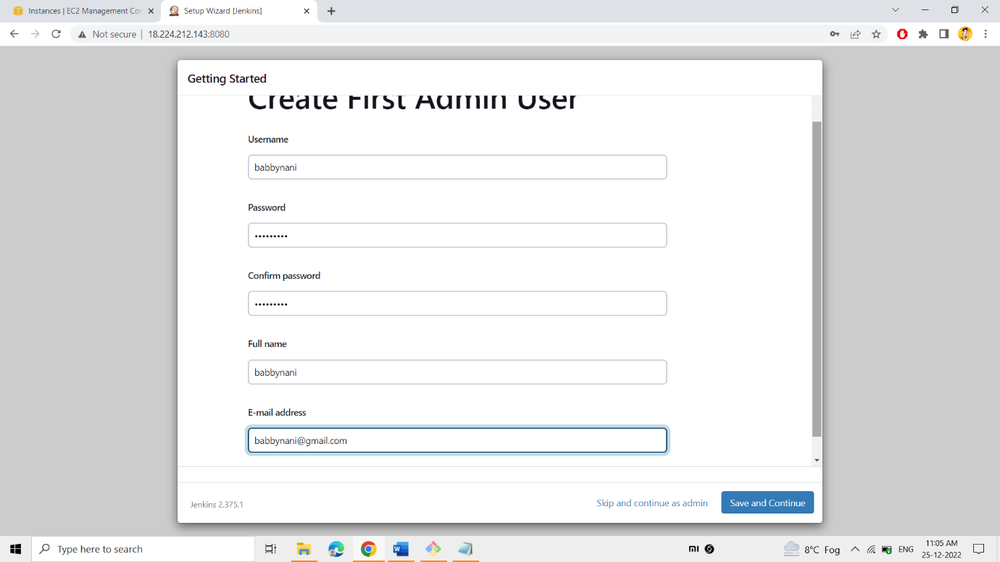 Instances | EC2 Management Con
Setup Wizard [Jenkins]
Not secure | 18.224.212.143:8080
Getting Started
Create First Admin User
Username
babbynani
Password
•••••••••
Confirm password
•••••••••
Full name
babbynani
E-mail address
babbynani@gmail.com
Jenkins 2.375.1
Skip and continue as admin
Save and Continue
Type here to search
8°C Fog
ENG
11:05 AM
25-12-2022